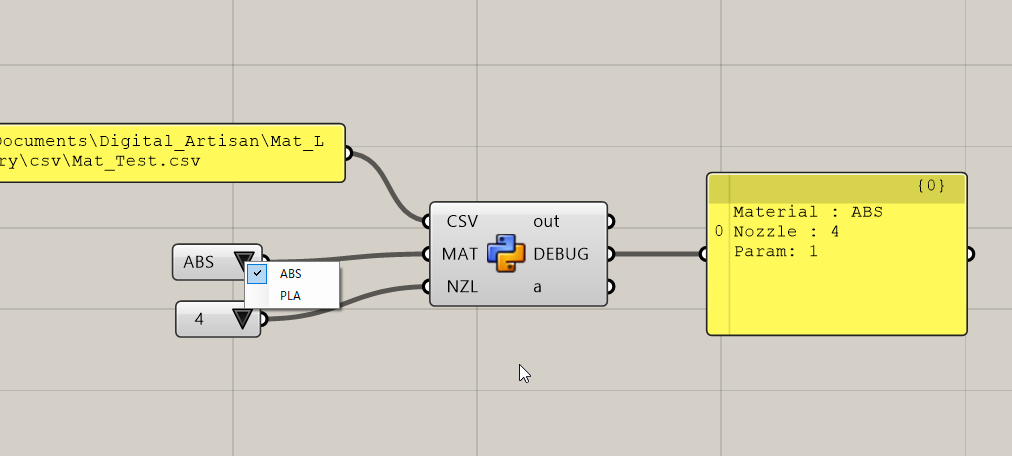 Documents\Digital_Artisan\Mat_L
ry\csv\Mat_Test.csv
ABS
ABS
PLA
4
CSV
MAT
NZL
out
DEBUG
a
{0}
0
Material : ABS
Nozzle : 4
Param: 1